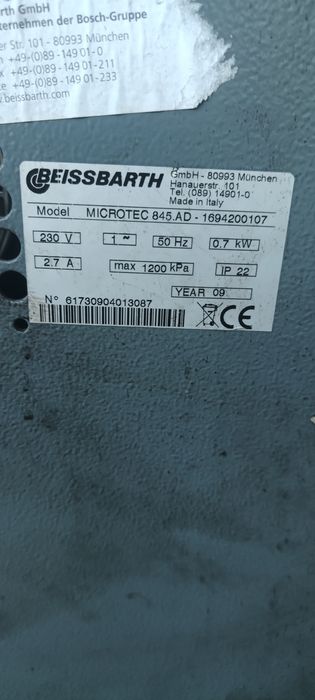 GmbH
ternehmen der Bosch-Gruppe
er Str. 101 - 80993 München
+49-(0)89-149 01-0
+49-(0)89-149 01-211
+49-(0)89-149 01-233
.beissbarth.com
BEISSBARTH
GmbH - 80993 München
Hanauerstr. 101
Tel. (089) 14901-0
Made in Italy
Model MICROTEC 845.AD - 1694200107
230 V 1 ~ 50 Hz 0.7 kW
2.7 A max 1200 kPa IP 22
YEAR 09
N° 61730904013087
CE